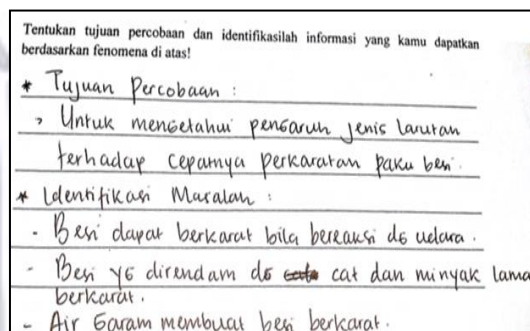 Tentukan tujuan percobaan dan identifikasilah informasi yang kamu dapatkan
berdasarkan fenomena di atas!
* Tujuan Percobaan :
, Untuk mengetahui pengaruh jenis larutan
terhadap cepatnya perkaratan paku besi.
* Identifikasi Masalah :
- Besi dapat berkarat bila bereaksi dg udara.
- Besi yg direndam dg cat dan minyak lama
berkarat.
- Air Garam membuat besi berkarat.